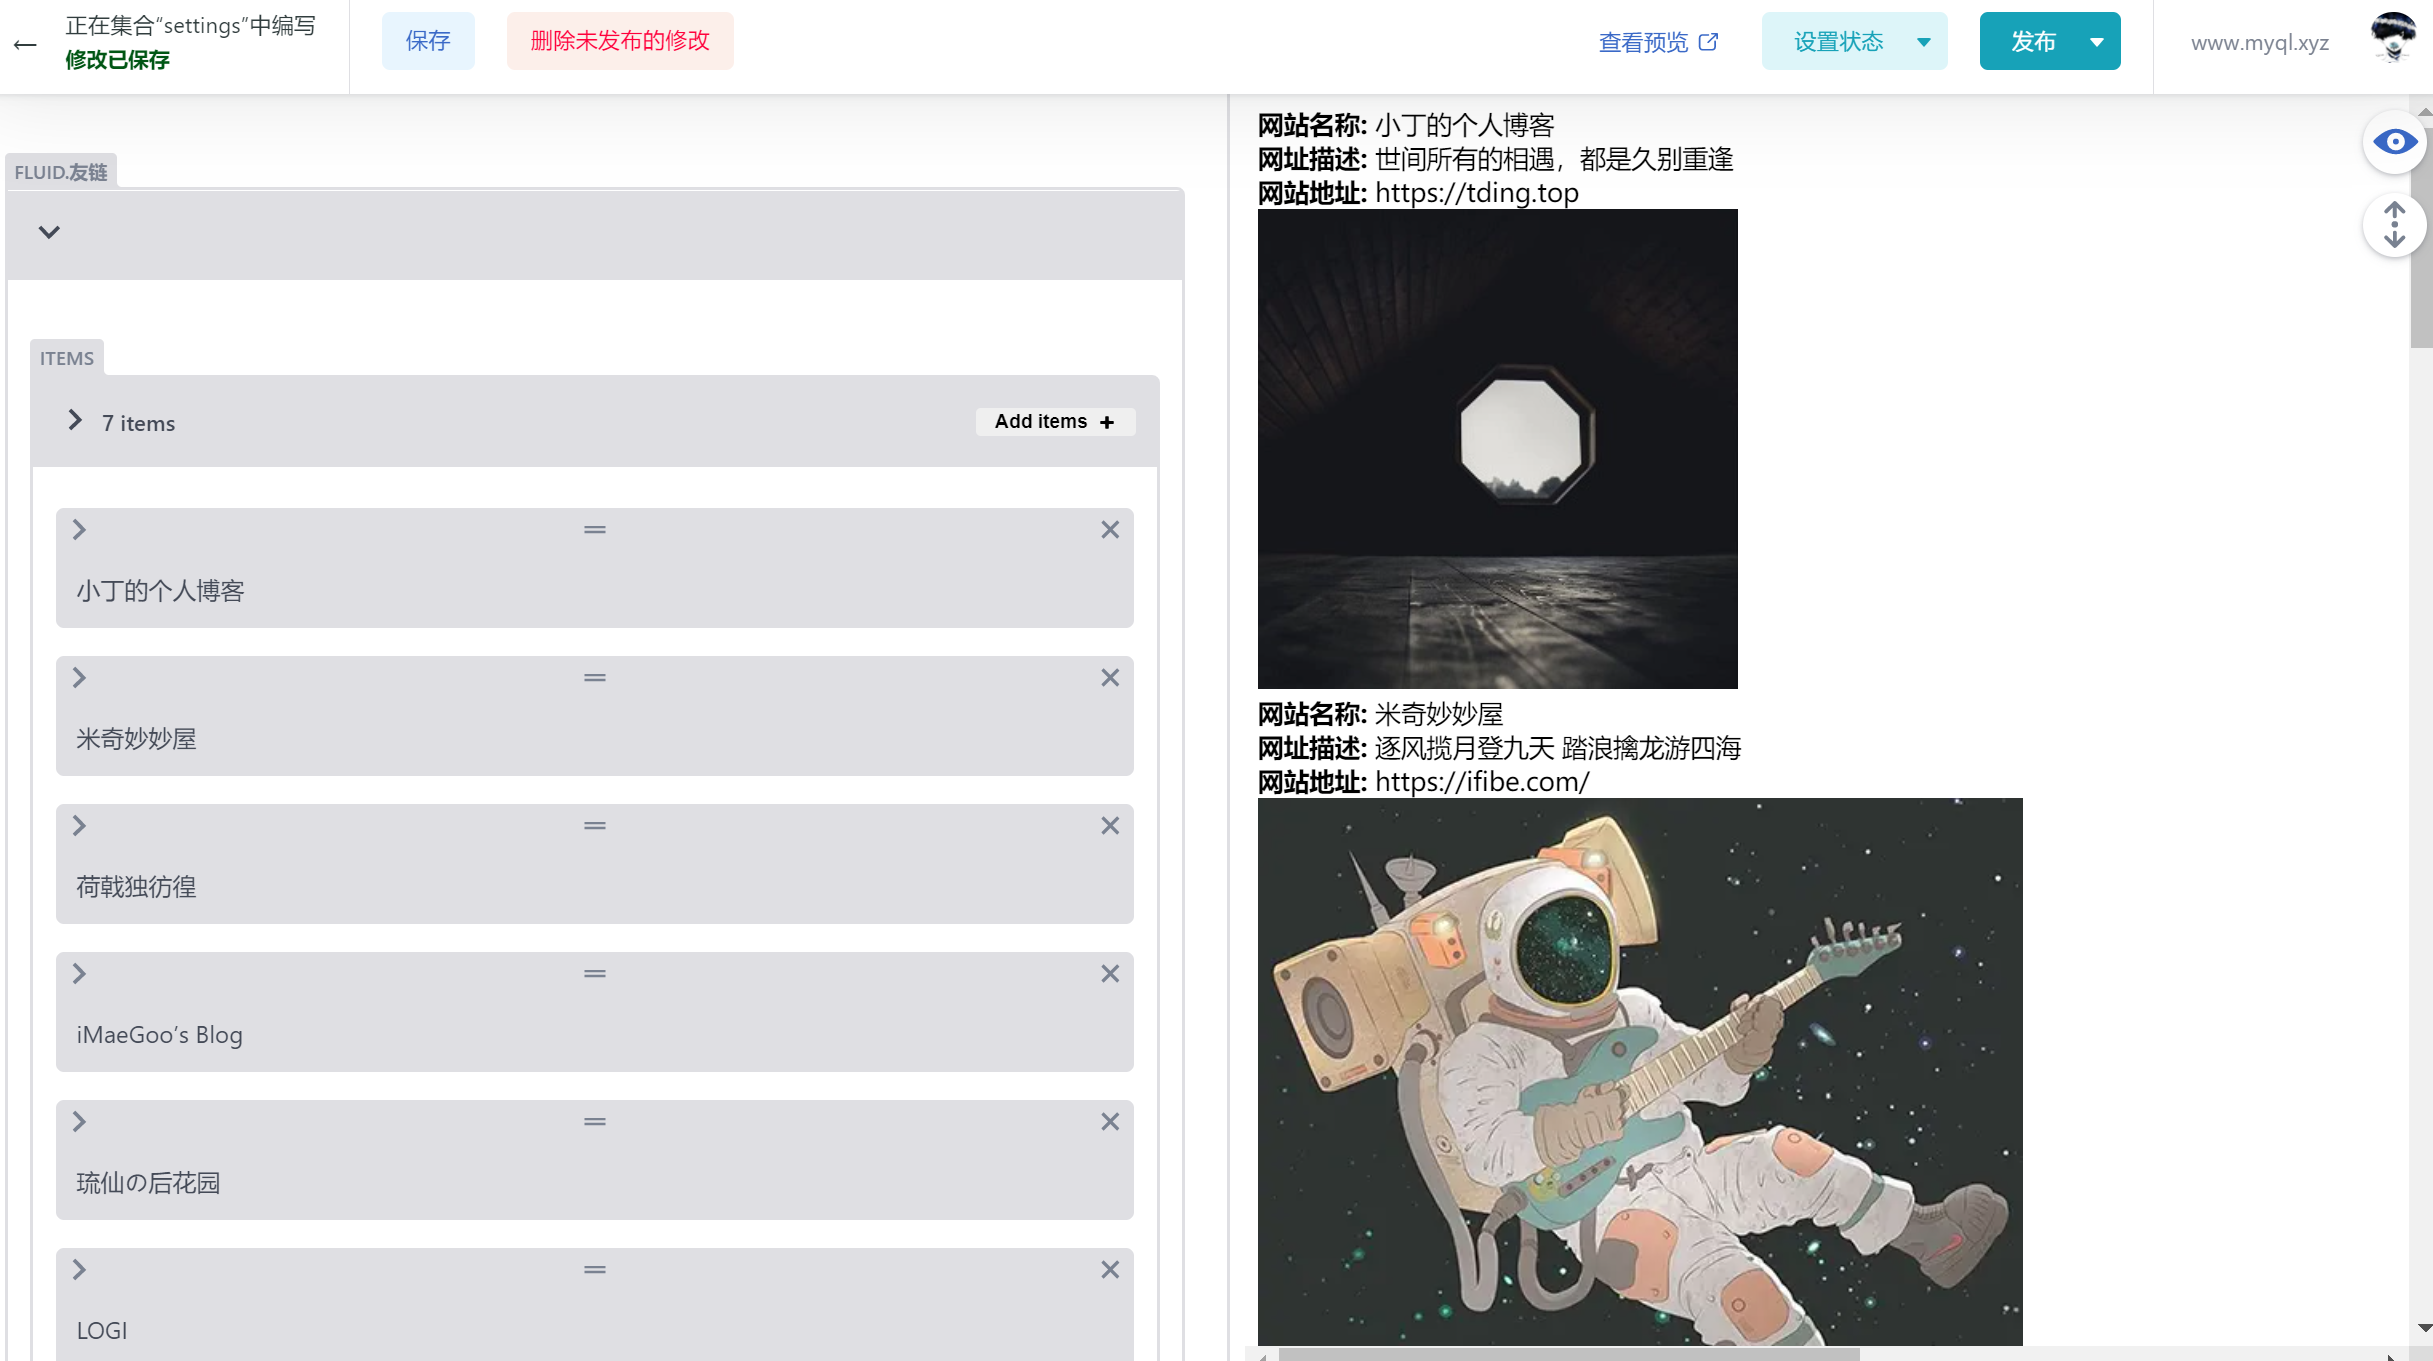 正在集合“settings”中编写
修改已保存
保存
删除未发布的修改
查看预览
设置状态
发布
www.myql.xyz
FLUID.友链
ITEMS
7 items
Add items +
小丁的个人博客
米奇妙妙屋
荷戟独彷徨
iMaeGoo’s Blog
琉仙の后花园
LOGI
网站名称: 小丁的个人博客
网址描述: 世间所有的相遇，都是久别重逢
网站地址: https://tding.top
网站名称: 米奇妙妙屋
网址描述: 逐风揽月登九天 踏浪擒龙游四海
网站地址: https://ifibe.com/